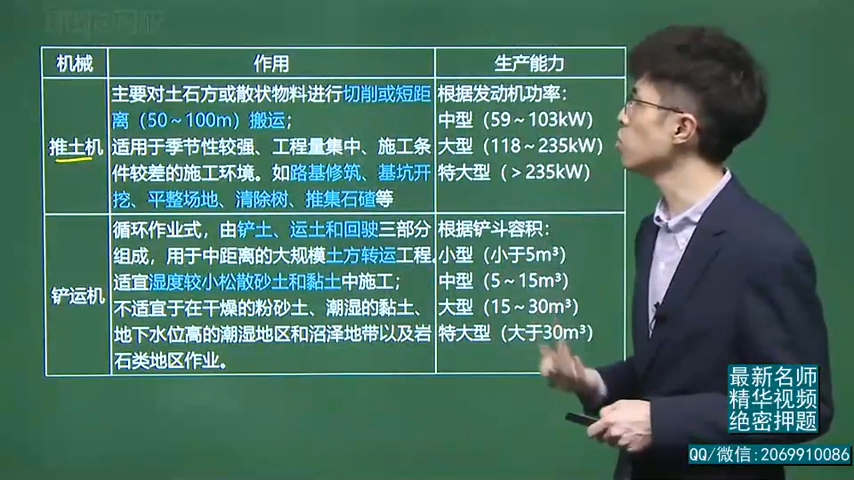 机械
作用
生产能力
推土机
主要对土石方或散状物料进行切削或短距
离（50～100m）搬运；
适用于季节性较强、工程量集中、施工条
件较差的施工环境。如路基修筑、基坑开
挖、平整场地、清除树、推集石碴等
根据发动机功率：
中型（59～103kW）
大型（118～235kW）
特大型（＞235kW）
铲运机
循环作业式，由铲土、运土和回驶三部分
组成，用于中距离的大规模土方转运工程。
适宜湿度较小松散砂土和黏土中施工；
不适宜于在干燥的粉砂土、潮湿的黏土、
地下水位高的潮湿地区和沼泽地带以及岩
石类地区作业。
根据铲斗容积：
小型（小于5m³）
中型（5～15m³）
大型（15～30m³）
特大型（大于30m³）
最新名师
精华视频
绝密押题
QQ/微信:2069910086